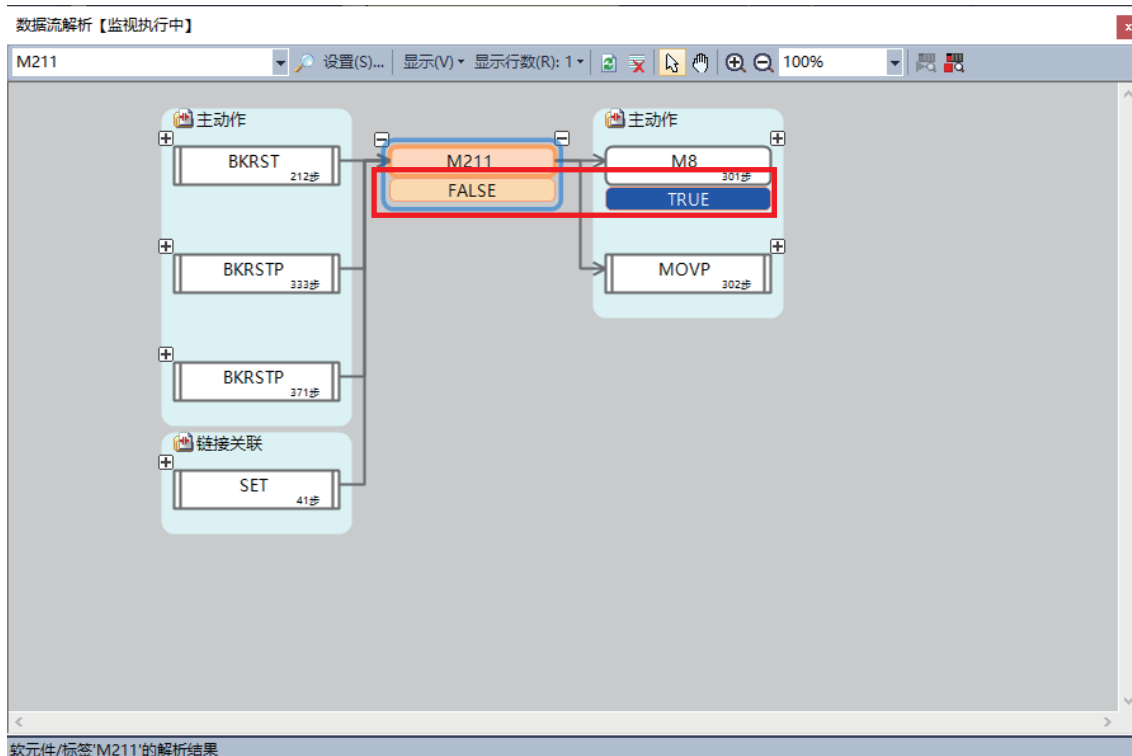 数据流解析【监视执行中】
M211 设置(S)... 显示(V) 显示行数(R): 1 100%
主动作
BKRST
212步
BKRSTP
333步
BKRSTP
371步
链接关联
SET
41步
M211
FALSE
主动作
M8
301步
TRUE
MOVP
302步
软元件/标签'M211'的解析结果